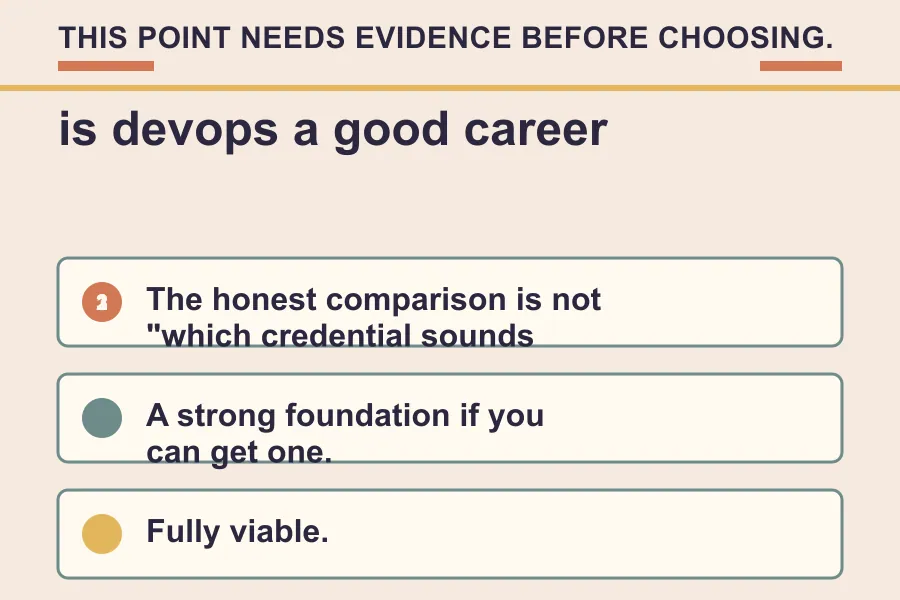 THIS POINT NEEDS EVIDENCE BEFORE CHOOSING.
is devops a good career
The honest comparison is not
"which credential sounds
A strong foundation if you
can get one.
Fully viable.